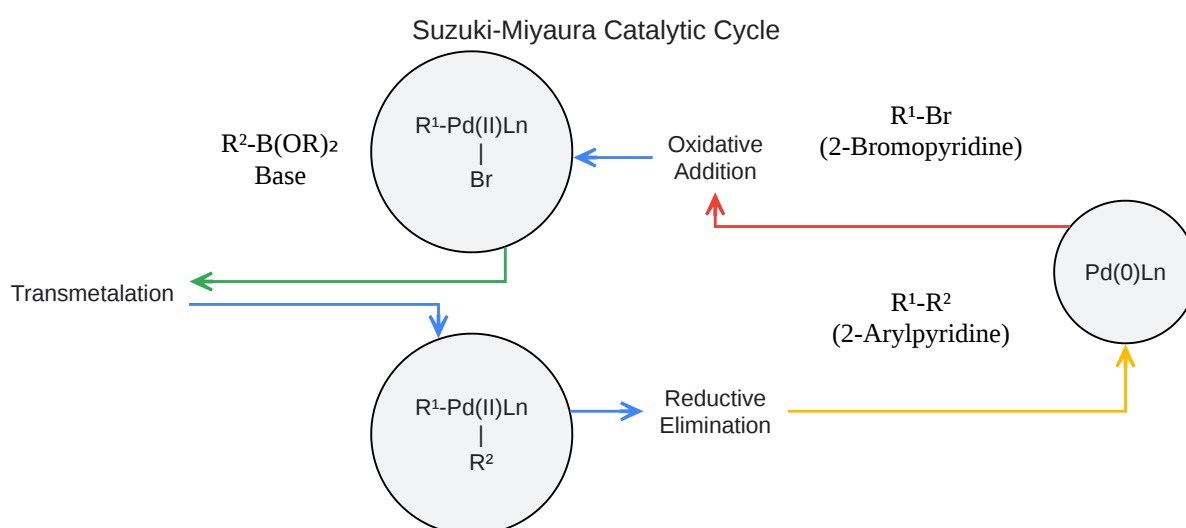 Suzuki-Miyaura Catalytic Cycle
R¹-Pd(II)Ln
|
Br
R²-B(OR)₂
Base
Oxidative
Addition
R¹-Br
(2-Bromopyridine)
Pd(0)Ln
Transmetalation
R¹-R²
(2-Arylpyridine)
R¹-Pd(II)Ln
|
R²
Reductive
Elimination